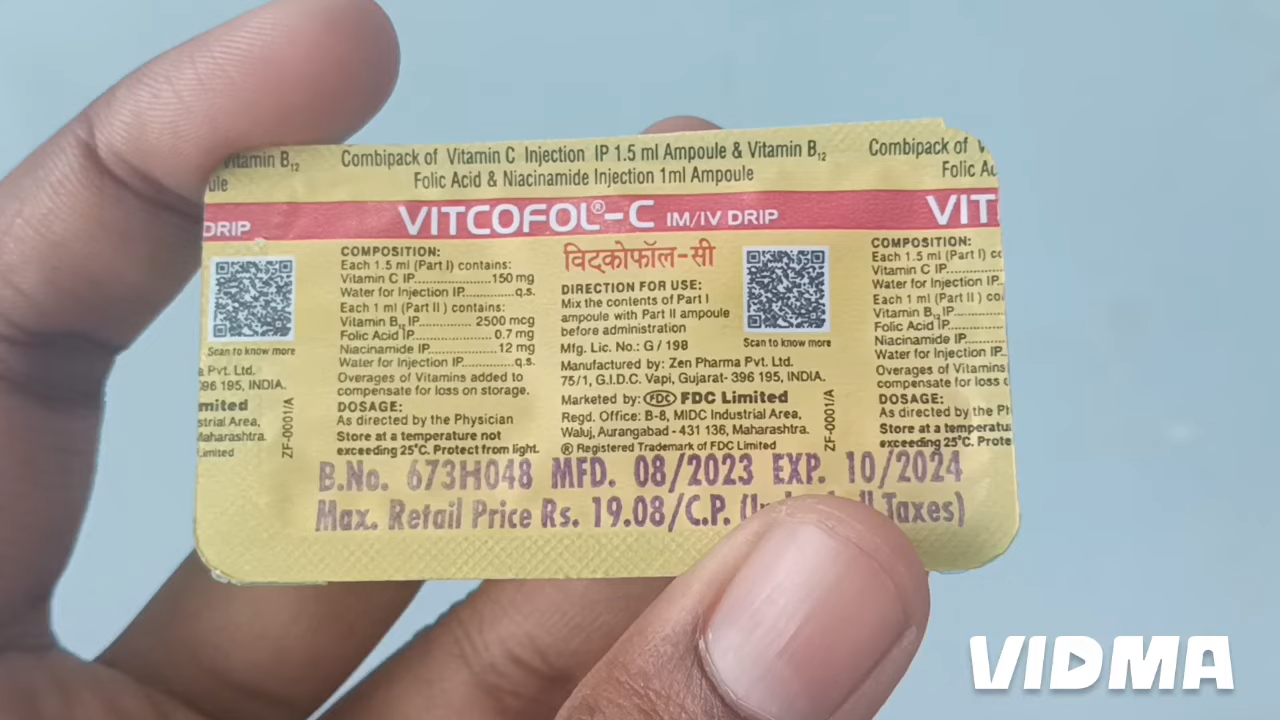 Vitamin B12
ule
Combipack of Vitamin C Injection IP 1.5 ml Ampoule & Vitamin B12
Folic Acid & Niacinamide Injection 1ml Ampoule
Combipack of
Folic
DRIP
VITCOFOL®-C IM/IV DRIP
VIT
Scan to know more
a Pvt. Ltd.
396 195, INDIA.
mited
strial Area,
Maharashtra.
Limited
ZF-0001/A
COMPOSITION:
Each 1.5 ml (Part I) contains:
Vitamin C IP......................150 mg
Water for Injection IP..........q.s.
Each 1 ml (Part II ) contains:
Vitamin B12 IP.......... 2500 mcg
Folic Acid IP.................... 0.7 mg
Niacinamide IP.............. 12 mg
Water for Injection IP..........q.s.
Overages of Vitamins added to
compensate for loss on storage.
DOSAGE:
As directed by the Physician
Store at a temperature not
exceeding 25°C. Protect from light.
विट्कोफॉल-सी
DIRECTION FOR USE:
Mix the contents of Part I
ampoule with Part II ampoule
before administration
Mfg. Lic. No.: G / 198
Manufactured by: Zen Pharma Pvt. Ltd.
75/1, G.I.D.C. Vapi, Gujarat- 396 195, INDIA.
Marketed by: FDC FDC Limited
Regd. Office: B-8, MIDC Industrial Area,
Waluj, Aurangabad - 431 136, Maharashtra.
® Registered Trademark of FDC Limited
Scan to know more
ZF-0001/A
COMPOSITION:
Each 1.5 ml (Part I) co
Vitamin C IP..............
Water for Injection IP..
Each 1 ml (Part II ) co
Vitamin B12 IP.........
Folic Acid IP...........
Niacinamide IP........
Water for Injection IP..
Overages of Vitamins
compensate for loss
DOSAGE:
As directed by the Ph
Store at a temperatu
exceeding 25°C. Prote
B.No. 673H048 MFD. 08/2023 EXP. 10/2024
Max. Retail Price Rs. 19.08/C.P. ( Taxes)
VIDMA